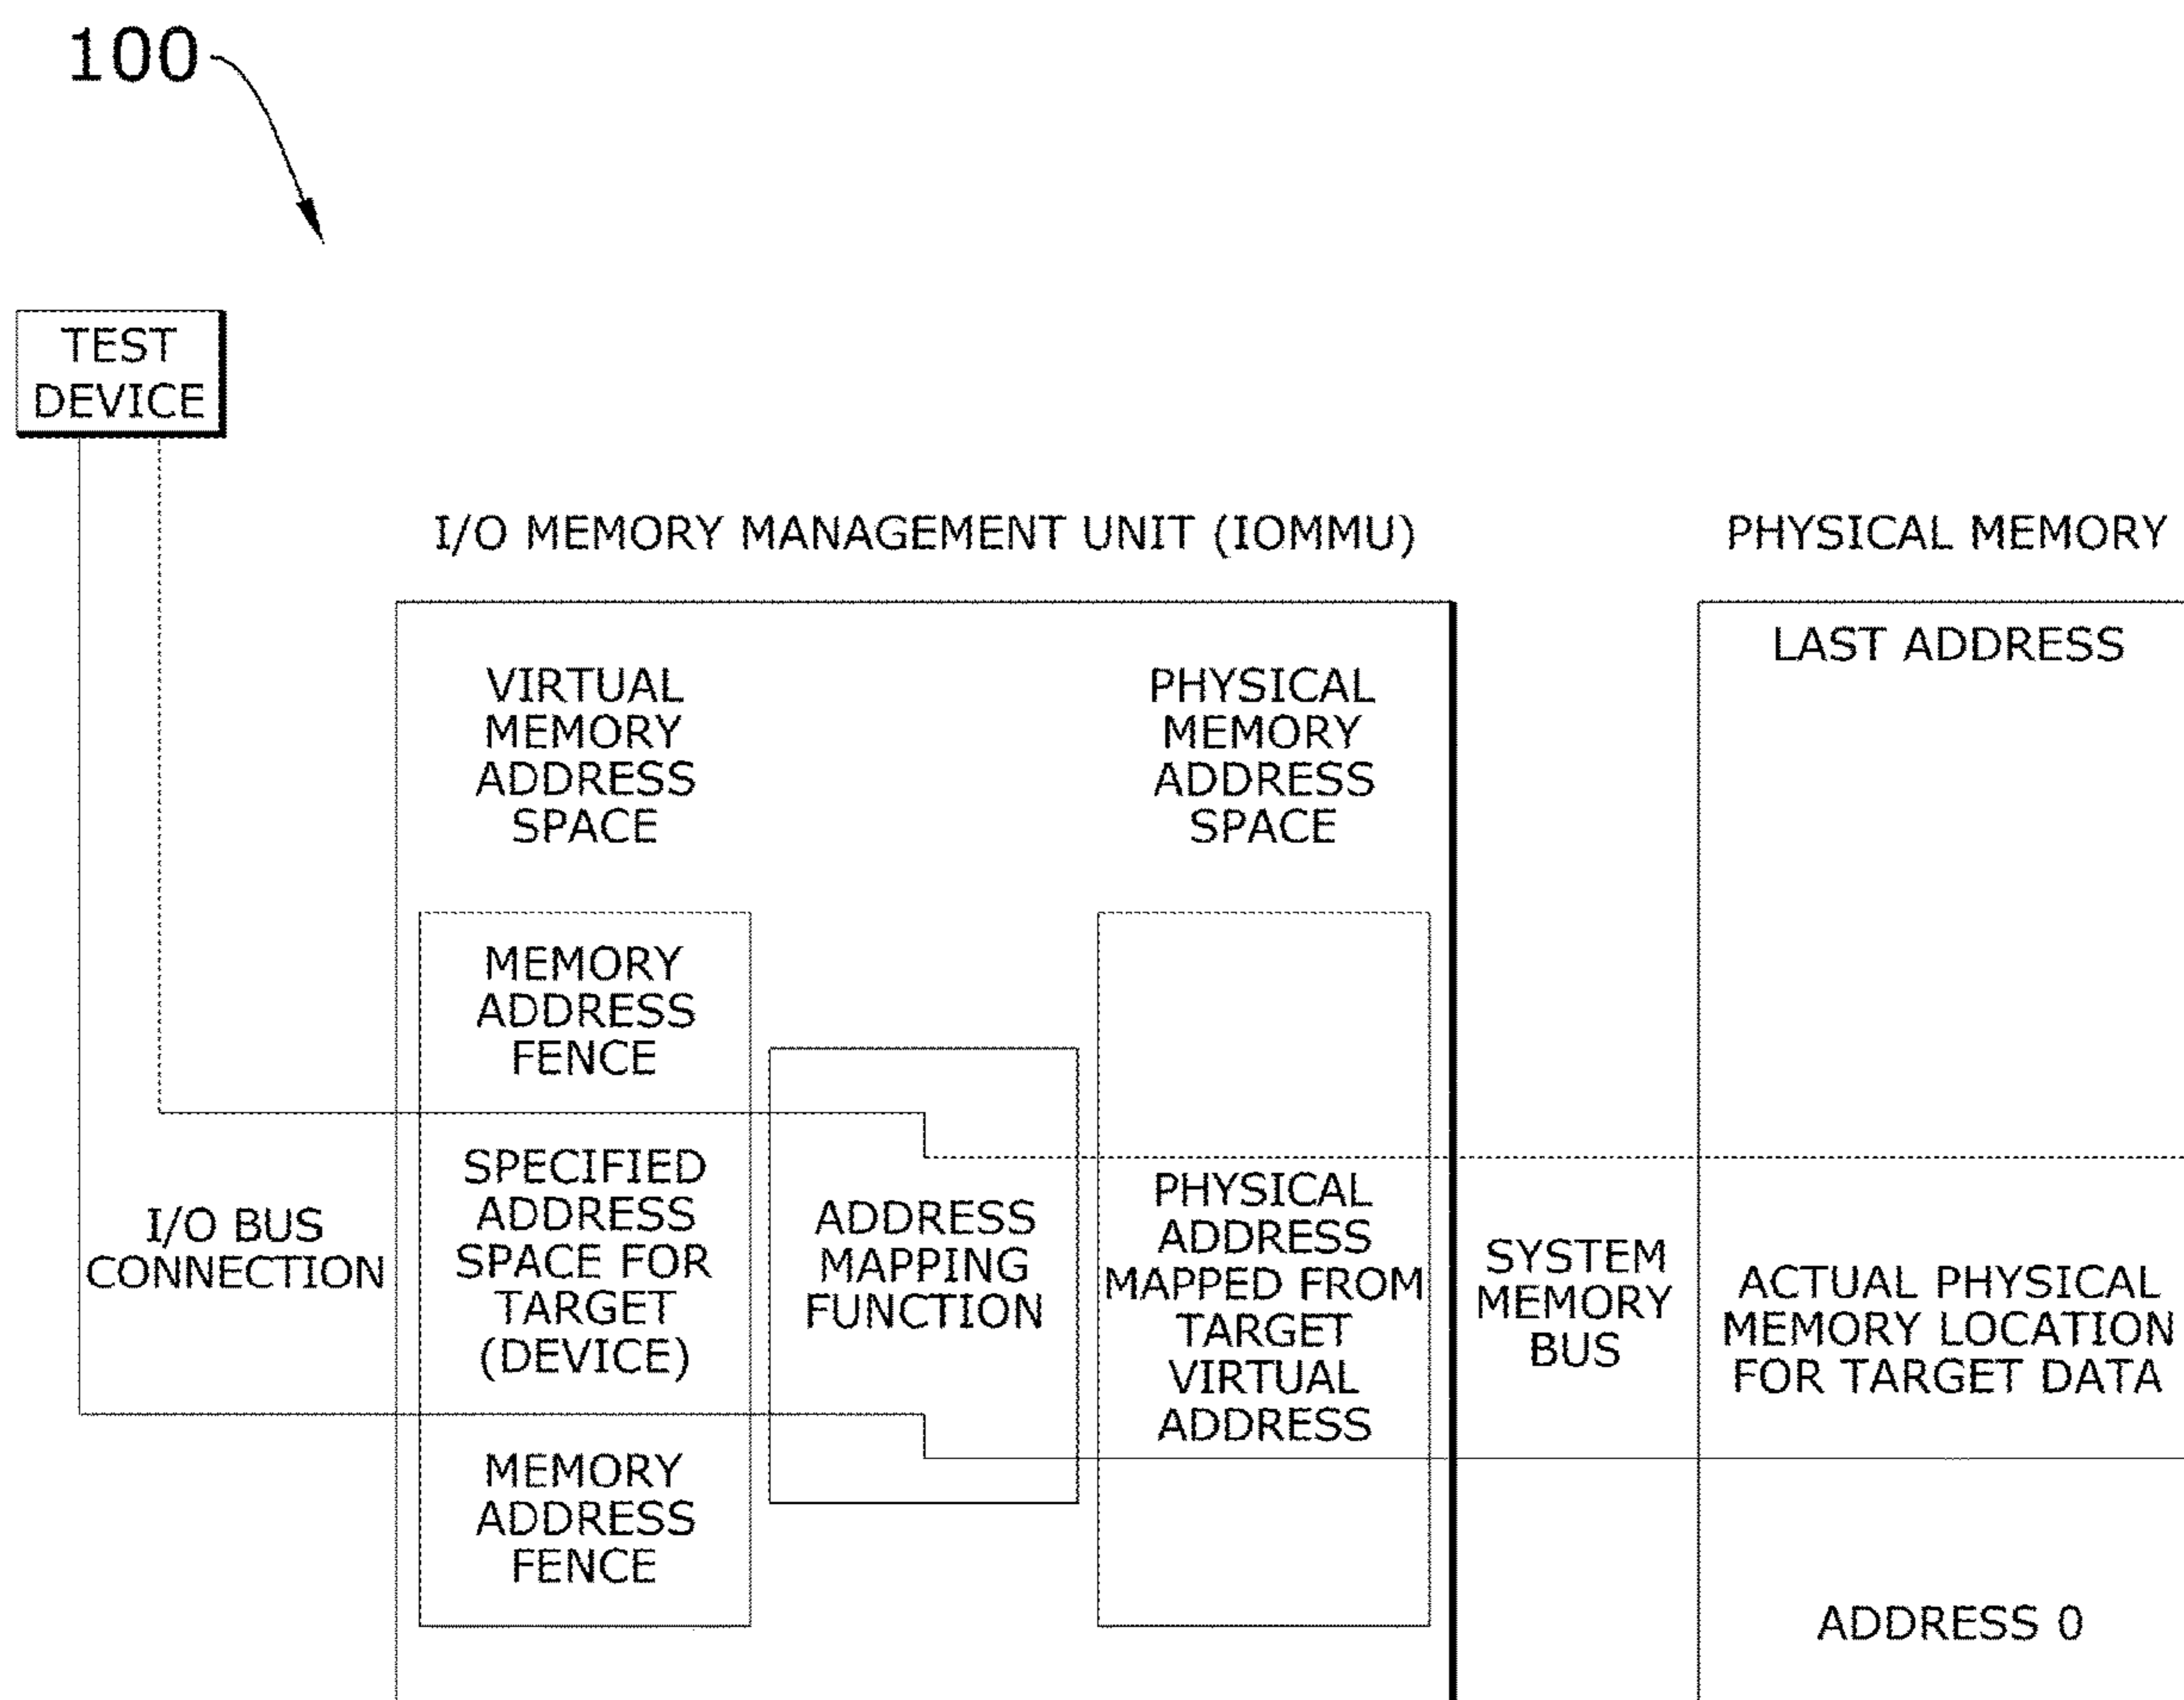 100
TEST
DEVICE
I/O MEMORY MANAGEMENT UNIT (IOMMU)
PHYSICAL MEMORY
LAST ADDRESS
VIRTUAL
MEMORY
ADDRESS
SPACE
PHYSICAL
MEMORY
ADDRESS
SPACE
MEMORY
ADDRESS
FENCE
I/O BUS
CONNECTION
SPECIFIED
ADDRESS
SPACE FOR
TARGET
(DEVICE)
ADDRESS
MAPPING
FUNCTION
PHYSICAL
ADDRESS
MAPPED FROM
TARGET
VIRTUAL
ADDRESS
SYSTEM
MEMORY
BUS
ACTUAL PHYSICAL
MEMORY LOCATION
FOR TARGET DATA
MEMORY
ADDRESS
FENCE
ADDRESS 0